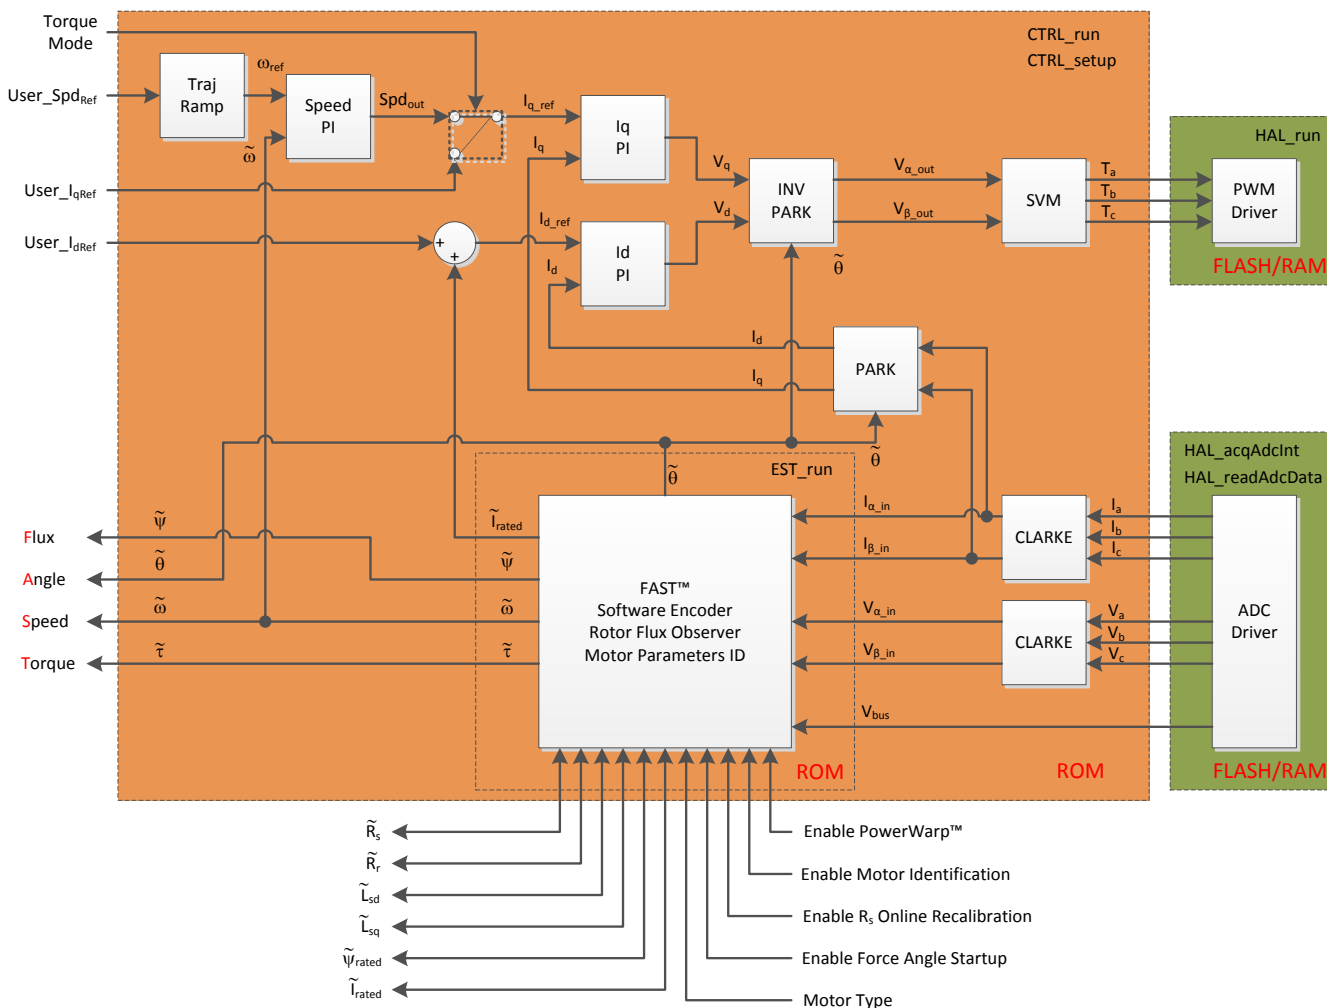 Torque
Mode
CTRL_run
CTRL_setup
User_SpdRef
Traj
Ramp
ωref
Speed
PI
Spdout
Iq_ref
Iq
PI
Iq
ω̃
User_IqRef
User_IdRef
+
+
Id_ref
Id
Id
PI
Vq
Vd
INV
PARK
θ̃
Vα_out
Vβ_out
SVM
Ta
Tb
Tc
HAL_run
PWM
Driver
FLASH/RAM
Id
Iq
PARK
θ̃
θ̃
EST_run
HAL_acqAdcInt
HAL_readAdcData
Flux
Angle
Speed
Torque
ψ̃
θ̃
ω̃
τ̃
Ĩrated
ψ̃
ω̃
τ̃
FAST™
Software Encoder
Rotor Flux Observer
Motor Parameters ID
Iα_in
Iβ_in
Vα_in
Vβ_in
Vbus
CLARKE
CLARKE
Ia
Ib
Ic
Va
Vb
Vc
ADC
Driver
ROM
ROM
FLASH/RAM
R̃s
R̃r
L̃sd
L̃sq
ψ̃rated
Ĩrated
Enable PowerWarp™
Enable Motor Identification
Enable Rs Online Recalibration
Enable Force Angle Startup
Motor Type